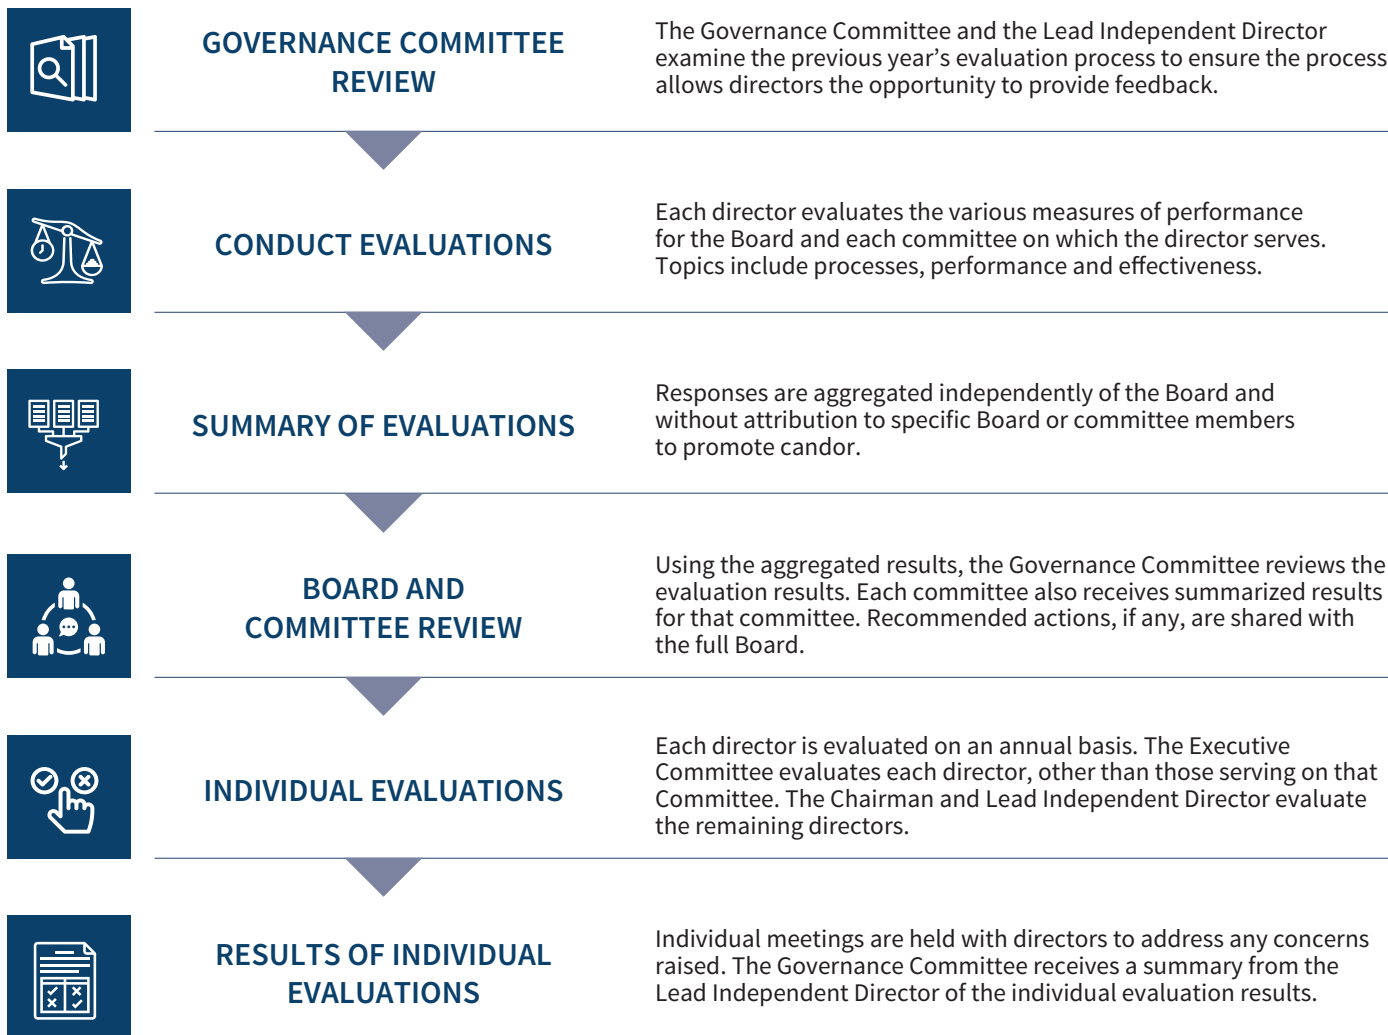 GOVERNANCE COMMITTEE
REVIEW
The Governance Committee and the Lead Independent Director
examine the previous year’s evaluation process to ensure the process
allows directors the opportunity to provide feedback.
CONDUCT EVALUATIONS
Each director evaluates the various measures of performance
for the Board and each committee on which the director serves.
Topics include processes, performance and effectiveness.
SUMMARY OF EVALUATIONS
Responses are aggregated independently of the Board and
without attribution to specific Board or committee members
to promote candor.
BOARD AND
COMMITTEE REVIEW
Using the aggregated results, the Governance Committee reviews the
evaluation results. Each committee also receives summarized results
for that committee. Recommended actions, if any, are shared with
the full Board.
INDIVIDUAL EVALUATIONS
Each director is evaluated on an annual basis. The Executive
Committee evaluates each director, other than those serving on that
Committee. The Chairman and Lead Independent Director evaluate
the remaining directors.
RESULTS OF INDIVIDUAL
EVALUATIONS
Individual meetings are held with directors to address any concerns
raised. The Governance Committee receives a summary from the
Lead Independent Director of the individual evaluation results.